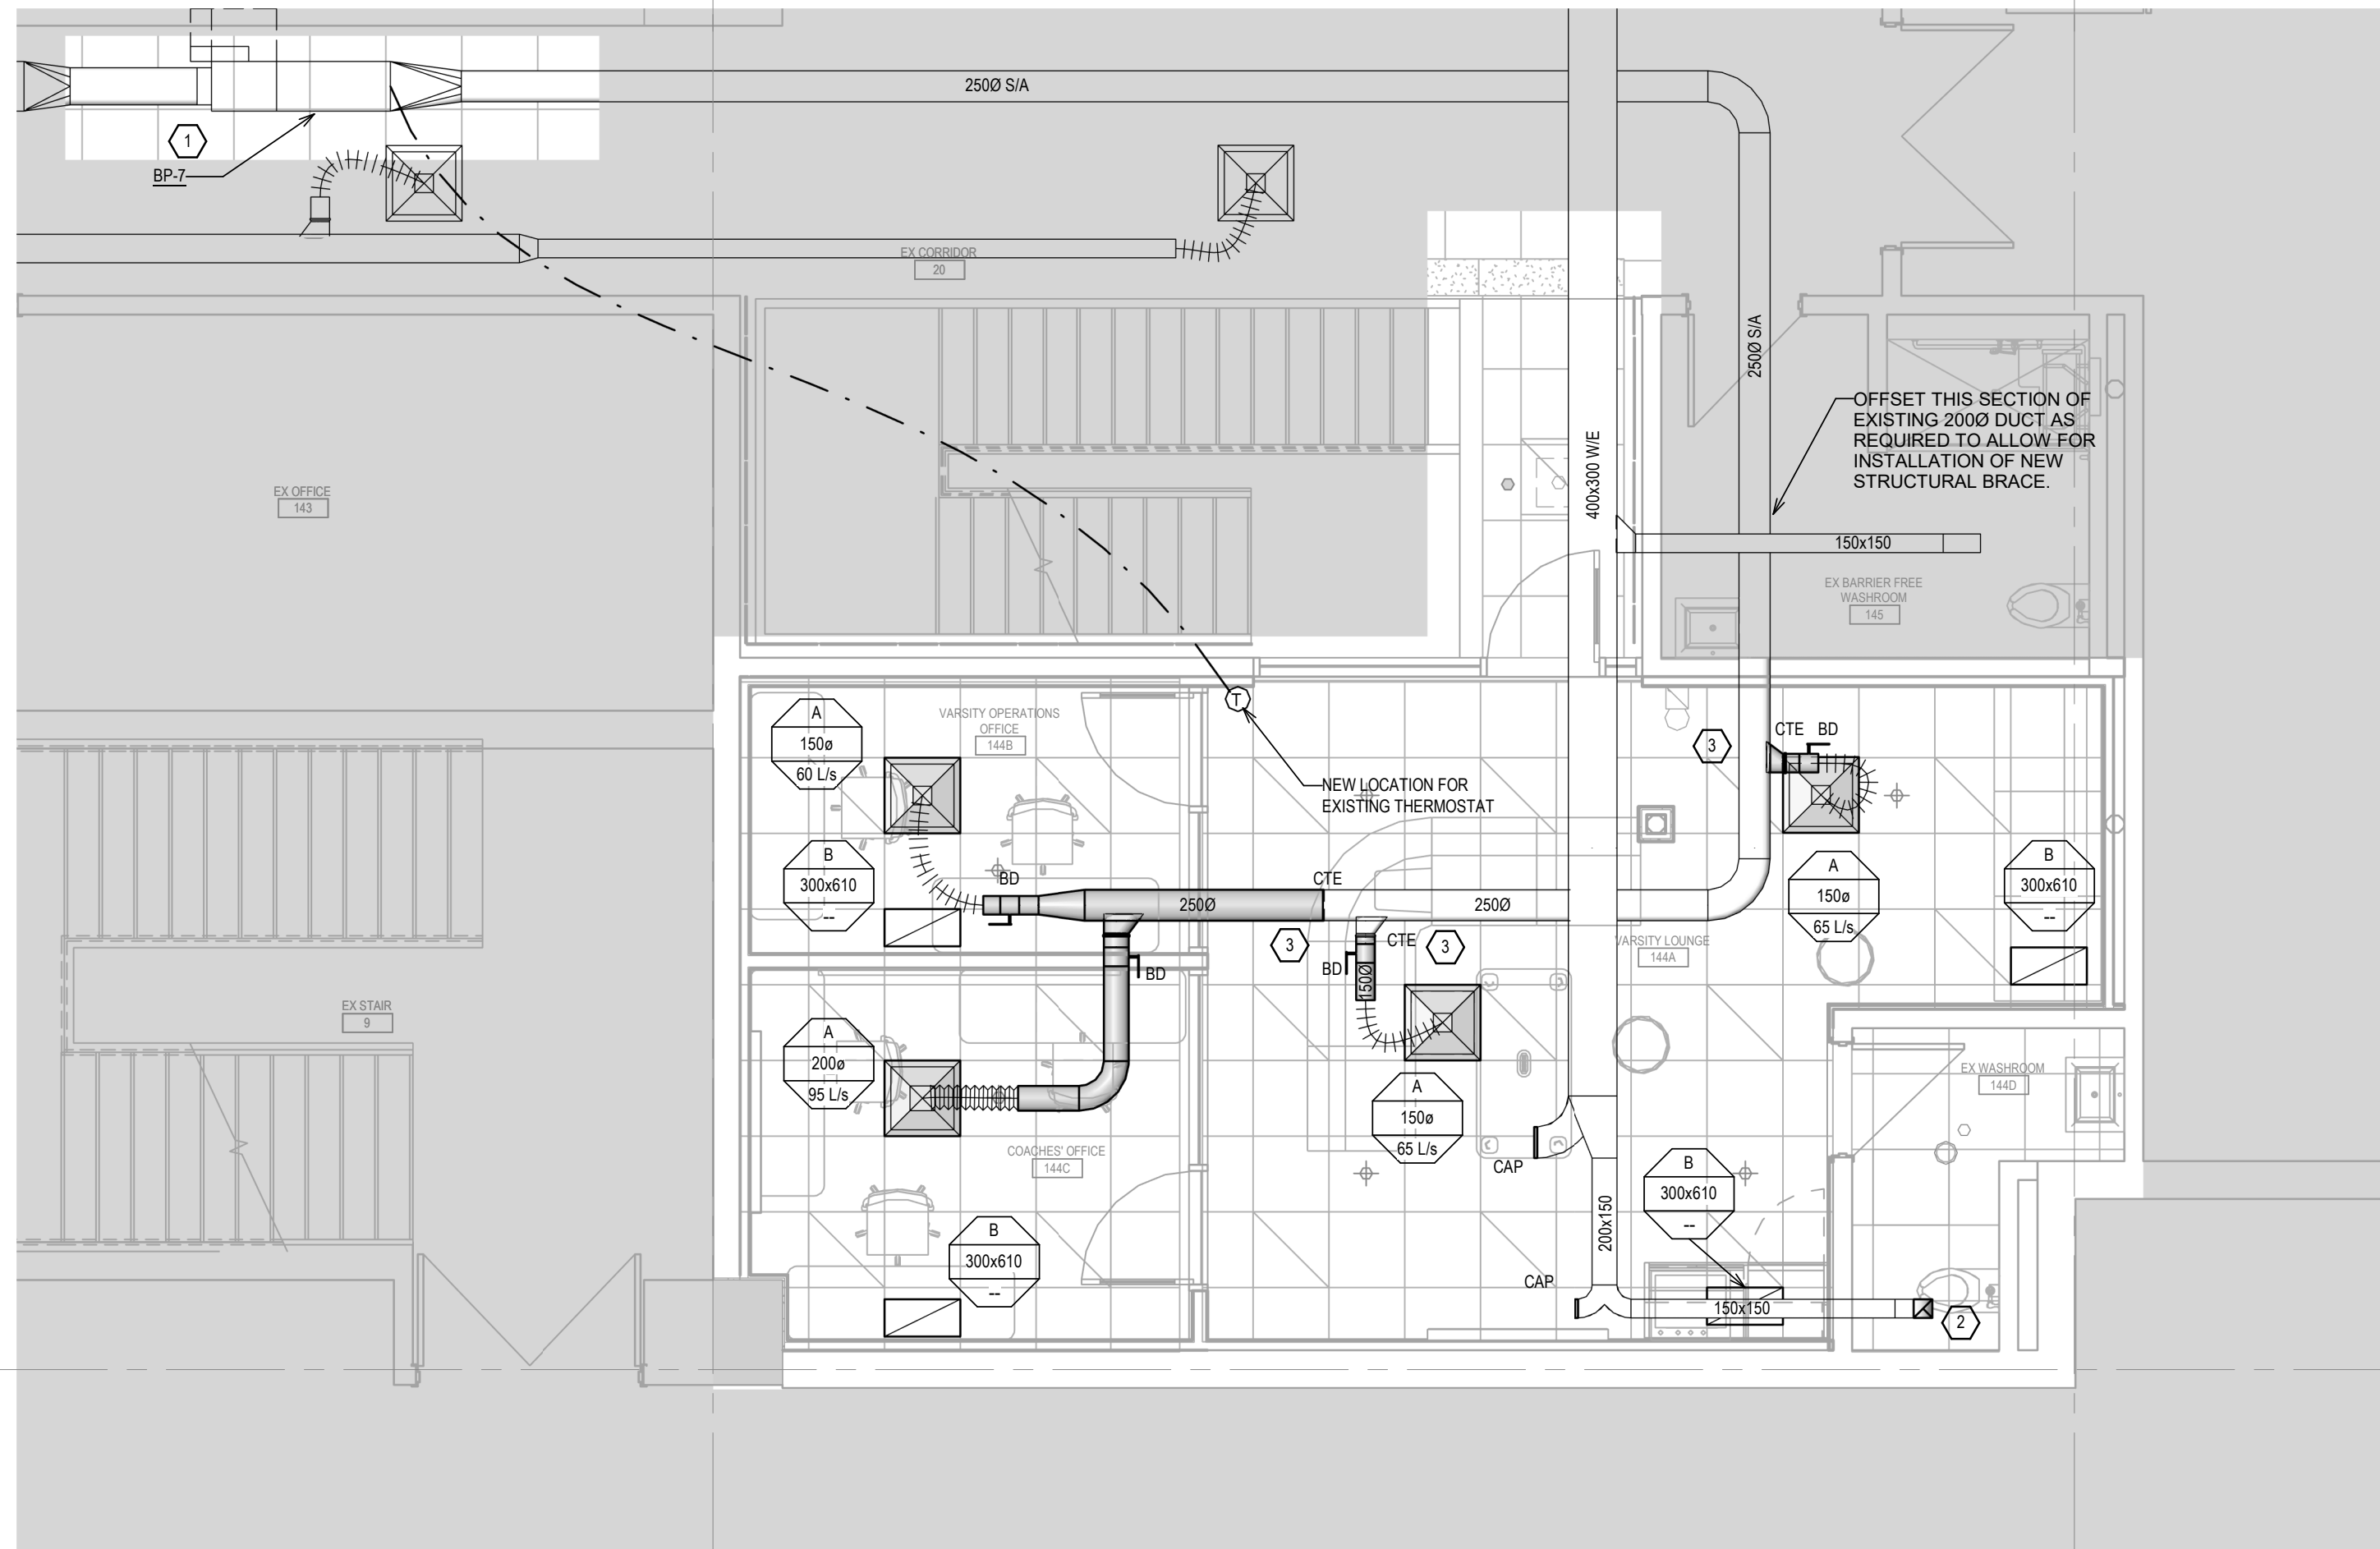 250Ø S/A
1
BP-7
EX CORRIDOR
20
250Ø S/A
OFFSET THIS SECTION OF
EXISTING 200Ø DUCT AS
REQUIRED TO ALLOW FOR
INSTALLATION OF NEW
STRUCTURAL BRACE.
400x300 W/E
EX OFFICE
143
150x150
EX BARRIER FREE
WASHROOM
145
T
A
150ø
60 L/s
VARSITY OPERATIONS
OFFICE
144B
3
CTE BD
NEW LOCATION FOR
EXISTING THERMOSTAT
B
300x610
--
BD
CTE
250Ø
250Ø
A
150ø
65 L/s
B
300x610
--
3
CTE
3
VARSITY LOUNGE
144A
BD
BD
150Ø
EX STAIR
9
A
200ø
95 L/s
A
150ø
65 L/s
EX WASHROOM
144D
COACHES' OFFICE
144C
CAP
B
300x610
--
200x150
B
300x610
--
CAP
150x150
2